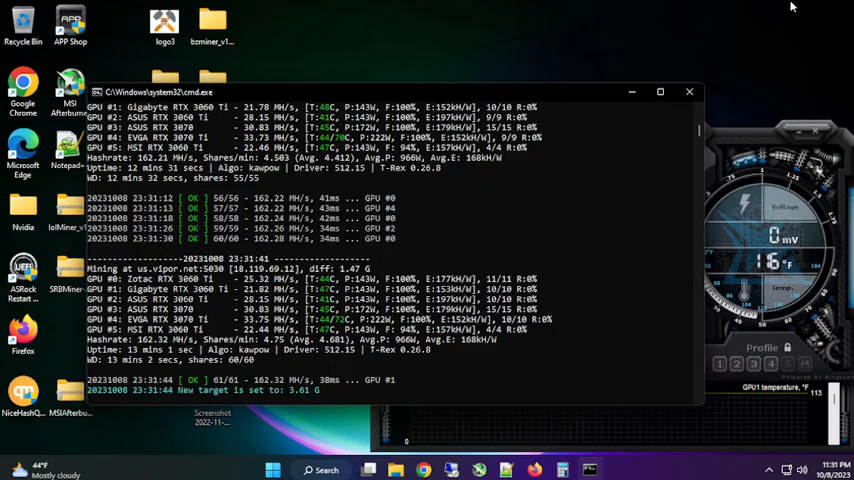 Recycle Bin
APP Shop
logo3
bzminer_v1...
Google Chrome
MSI Afterburne
Microsoft Edge
Notepad+
Nvidia
lolMiner_v1
ASRock Restart ...
SRBMiner-
Firefox
NiceHashQ...
MSIAfterbu...
Screenshot
2022-11-...
C:\Windows\system32\cmd.exe
GPU #1: Gigabyte RTX 3060 Ti - 21.78 MH/s, [T:48C, P:143W, F:100%, E:152kH/W], 10/10 R:0%
GPU #2: ASUS RTX 3060 Ti - 28.15 MH/s, [T:41C, P:143W, F:100%, E:197kH/W], 9/9 R:0%
GPU #3: ASUS RTX 3070 - 30.83 MH/s, [T:45C, P:172W, F:100%, E:179kH/W], 15/15 R:0%
GPU #4: EVGA RTX 3070 - 33.73 MH/s, [T:44/70C, P:222W, F:100%, E:152kH/W], 9/9 R:0%
GPU #5: MSI RTX 3060 Ti - 22.46 MH/s, [T:47C, P:143W, F: 94%, E:157kH/W], 4/4 R:0%
Hashrate: 162.21 MH/s, Shares/min: 4.503 (Avg. 4.412), Avg.P: 966W, Avg.E: 168kH/W
Uptime: 12 mins 31 secs | Algo: kawpow | Driver: 512.15 | T-Rex 0.26.8
WD: 12 mins 32 secs, shares: 55/55
20231008 23:31:12 [ OK ] 56/56 - 162.22 MH/s, 41ms ... GPU #0
20231008 23:31:13 [ OK ] 57/57 - 162.22 MH/s, 43ms ... GPU #4
20231008 23:31:18 [ OK ] 58/58 - 162.24 MH/s, 42ms ... GPU #0
20231008 23:31:26 [ OK ] 59/59 - 162.26 MH/s, 34ms ... GPU #2
20231008 23:31:30 [ OK ] 60/60 - 162.28 MH/s, 34ms ... GPU #0
--------------------20231008 23:31:41 --------------------
Mining at us.vipor.net:5030 [18.119.69.12], diff: 1.47 G
GPU #0: Zotac RTX 3060 Ti - 25.32 MH/s, [T:44C, P:143W, F:100%, E:177kH/W], 11/11 R:0%
GPU #1: Gigabyte RTX 3060 Ti - 21.82 MH/s, [T:47C, P:143W, F:100%, E:153kH/W], 11/11 R:0%
GPU #2: ASUS RTX 3060 Ti - 28.15 MH/s, [T:41C, P:143W, F:100%, E:197kH/W], 10/10 R:0%
GPU #3: ASUS RTX 3070 - 30.83 MH/s, [T:45C, P:172W, F:100%, E:179kH/W], 15/15 R:0%
GPU #4: EVGA RTX 3070 - 33.75 MH/s, [T:44/72C, P:222W, F:100%, E:152kH/W], 9/9 R:0%
GPU #5: MSI RTX 3060 Ti - 22.44 MH/s, [T:47C, P:143W, F: 94%, E:157kH/W], 4/4 R:0%
Hashrate: 162.32 MH/s, Shares/min: 4.75 (Avg. 4.681), Avg.P: 966W, Avg.E: 168kH/W
Uptime: 13 mins 1 sec | Algo: kawpow | Driver: 512.15 | T-Rex 0.26.8
WD: 13 mins 2 secs, shares: 60/60
20231008 23:31:44 [ OK ] 61/61 - 162.32 MH/s, 38ms ... GPU #1
20231008 23:31:44 New target is set to: 3.61 G
Voltage
0 mV
16 °F
Temp.
Profile
1 2 3 4 5
GPU1 temperature, °F
113
0
44°F
Mostly cloudy
Search
11:31 PM
10/8/2023